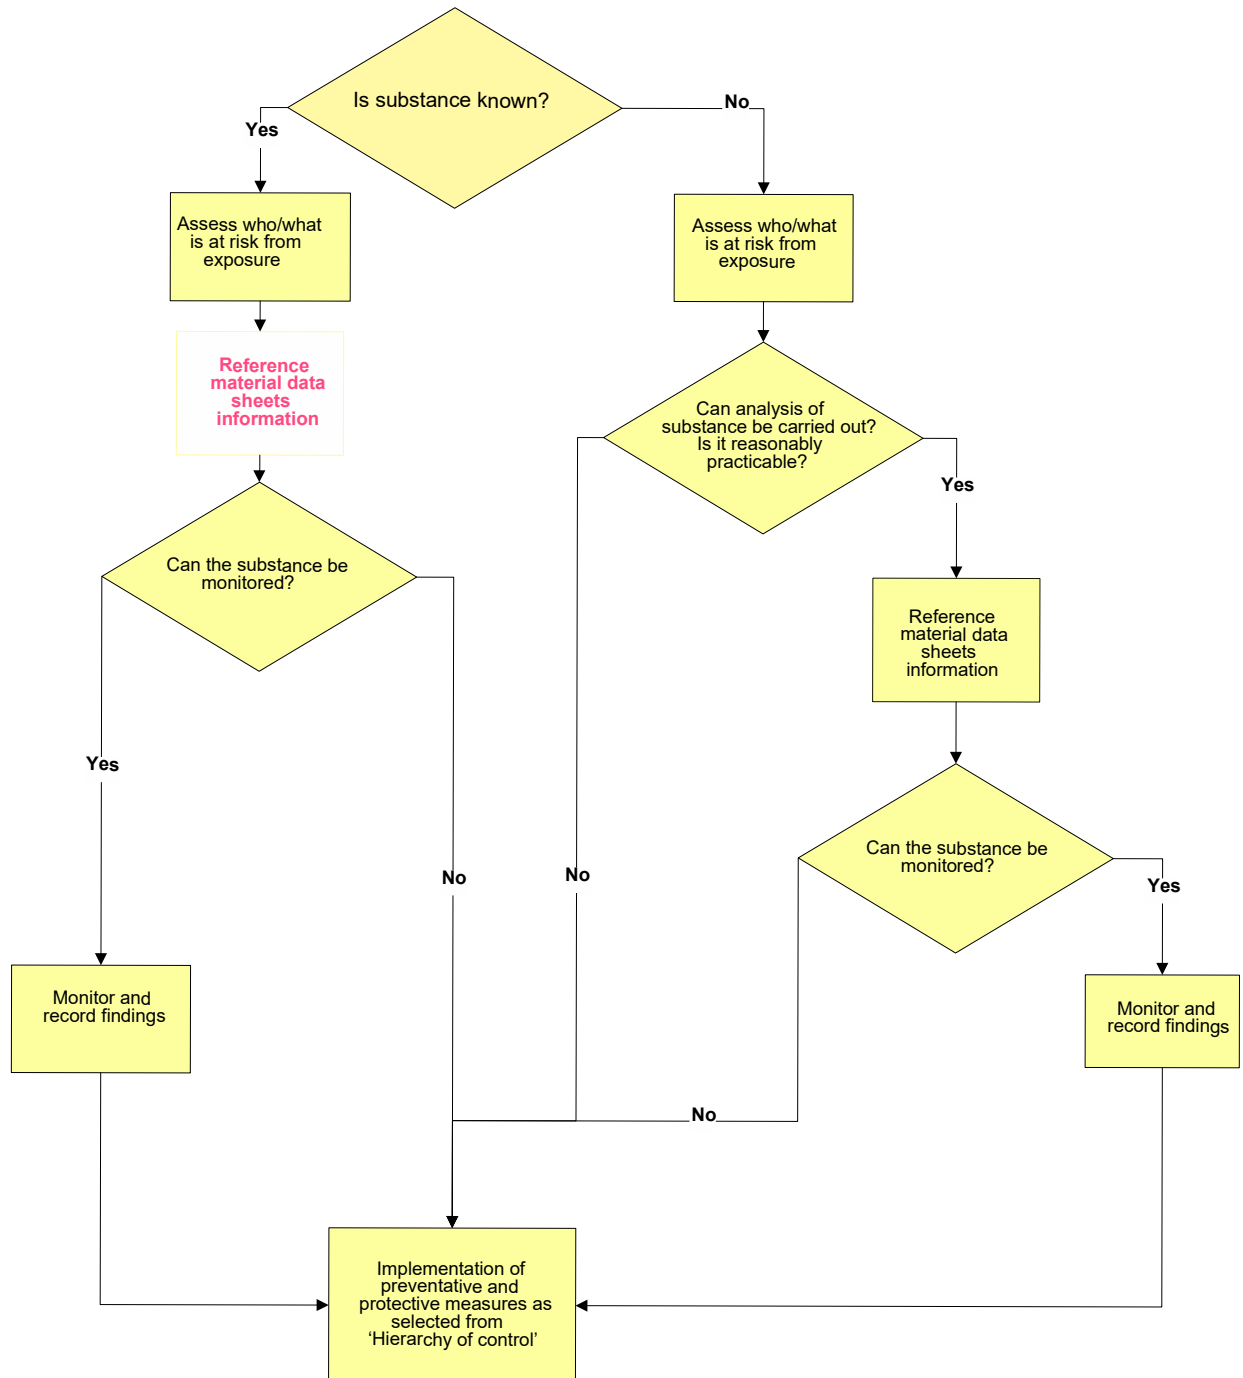 Is substance known?
No
Yes
Assess who/what
is at risk from
exposure
Assess who/what
is at risk from
exposure
Reference
material data
sheets
information
Can analysis of
substance be carried out?
Is it reasonably
practicable?
Yes
Can the substance be
monitored?
Reference
material data
sheets
information
Yes
Can the substance be
monitored?
No
No
Yes
Monitor and
record findings
Monitor and
record findings
No
Implementation of
preventative and
protective measures as
selected from
‘Hierarchy of control’